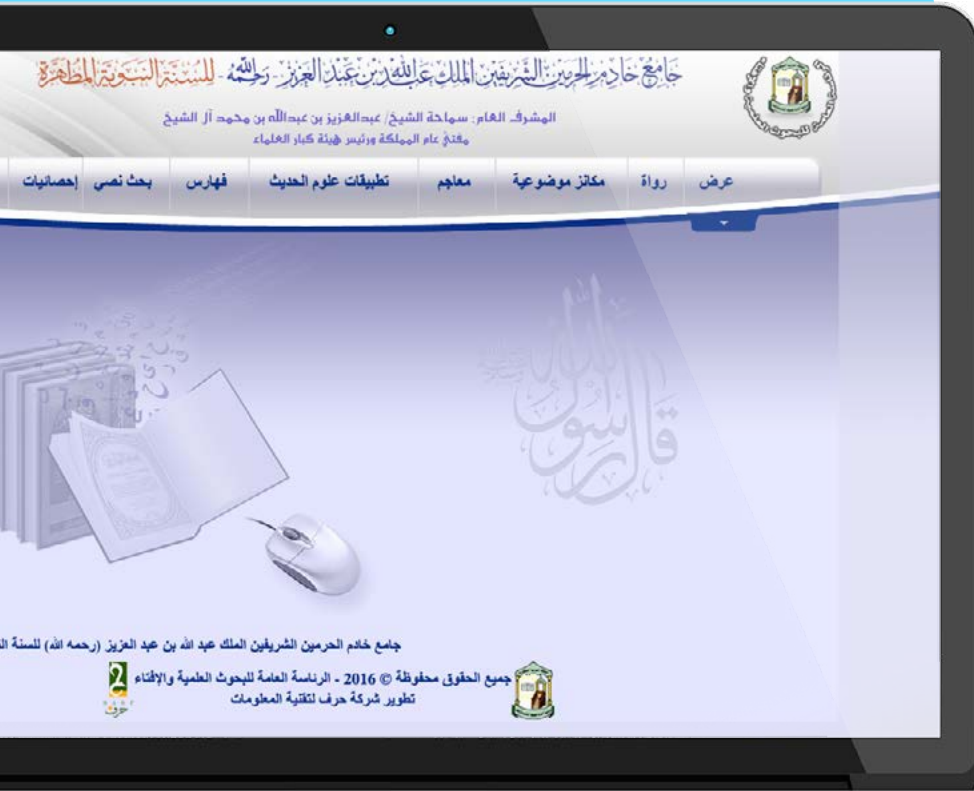 جامع خادم الحرمين الشريفين الملك عبدالله بن عبدالعزيز - رحمه الله - للسنة النبوية المطهرة
المشرف العام: سماحة الشيخ/ عبدالعزيز بن عبدالله بن محمد آل الشيخ
مفتي عام المملكة ورئيس هيئة كبار العلماء
عرض رواة مكانز موضوعية معاجم تطبيقات علوم الحديث فهارس بحث نصي إحصائيات
قال رسول الله
جامع خادم الحرمين الشريفين الملك عبد الله بن عبد العزيز (رحمه الله) للسنة
جميع الحقوق محفوظة © 2016 - الرئاسة العامة للبحوث العلمية والإفتاء
تطوير شركة حرف لتقنية المعلومات
حرف